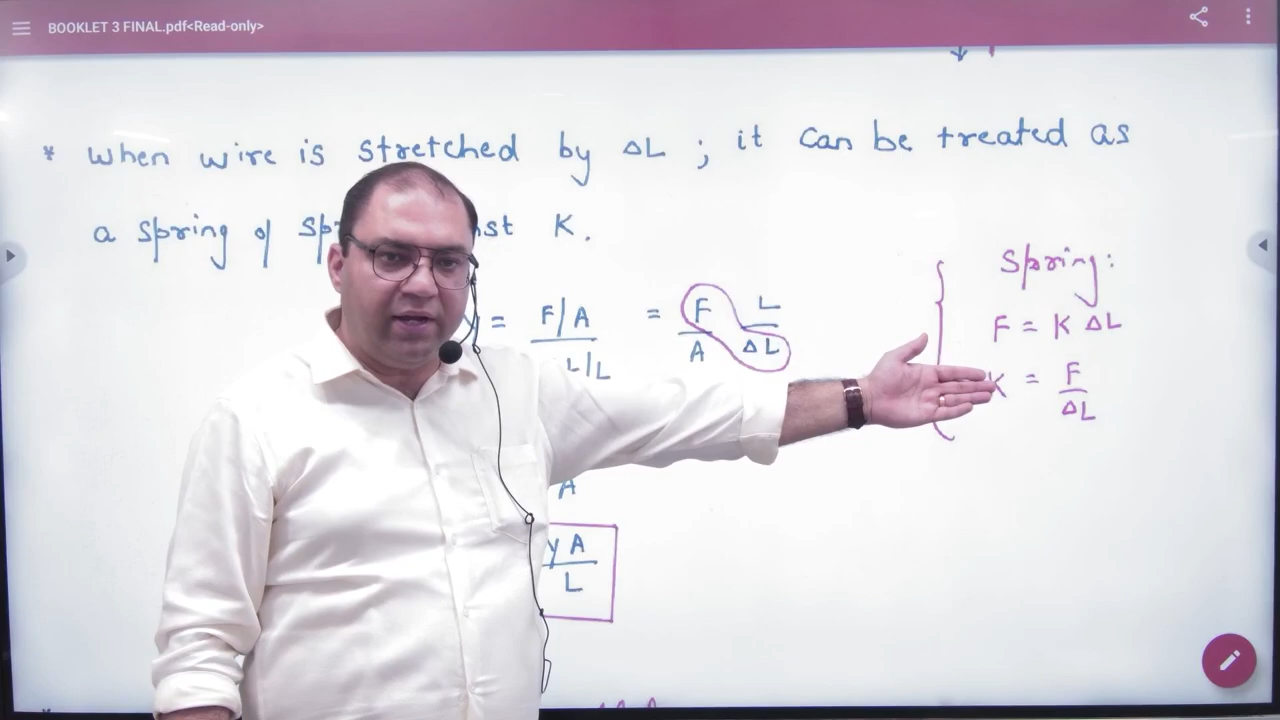 BOOKLET 3 FINAL.pdf<Read-only>
* when wire is stretched by ΔL ; it can be treated as
a spring of K.
= F/A = F L
L/L A ΔL
A
YA
L
Spring:
F = K ΔL
K = F
ΔL